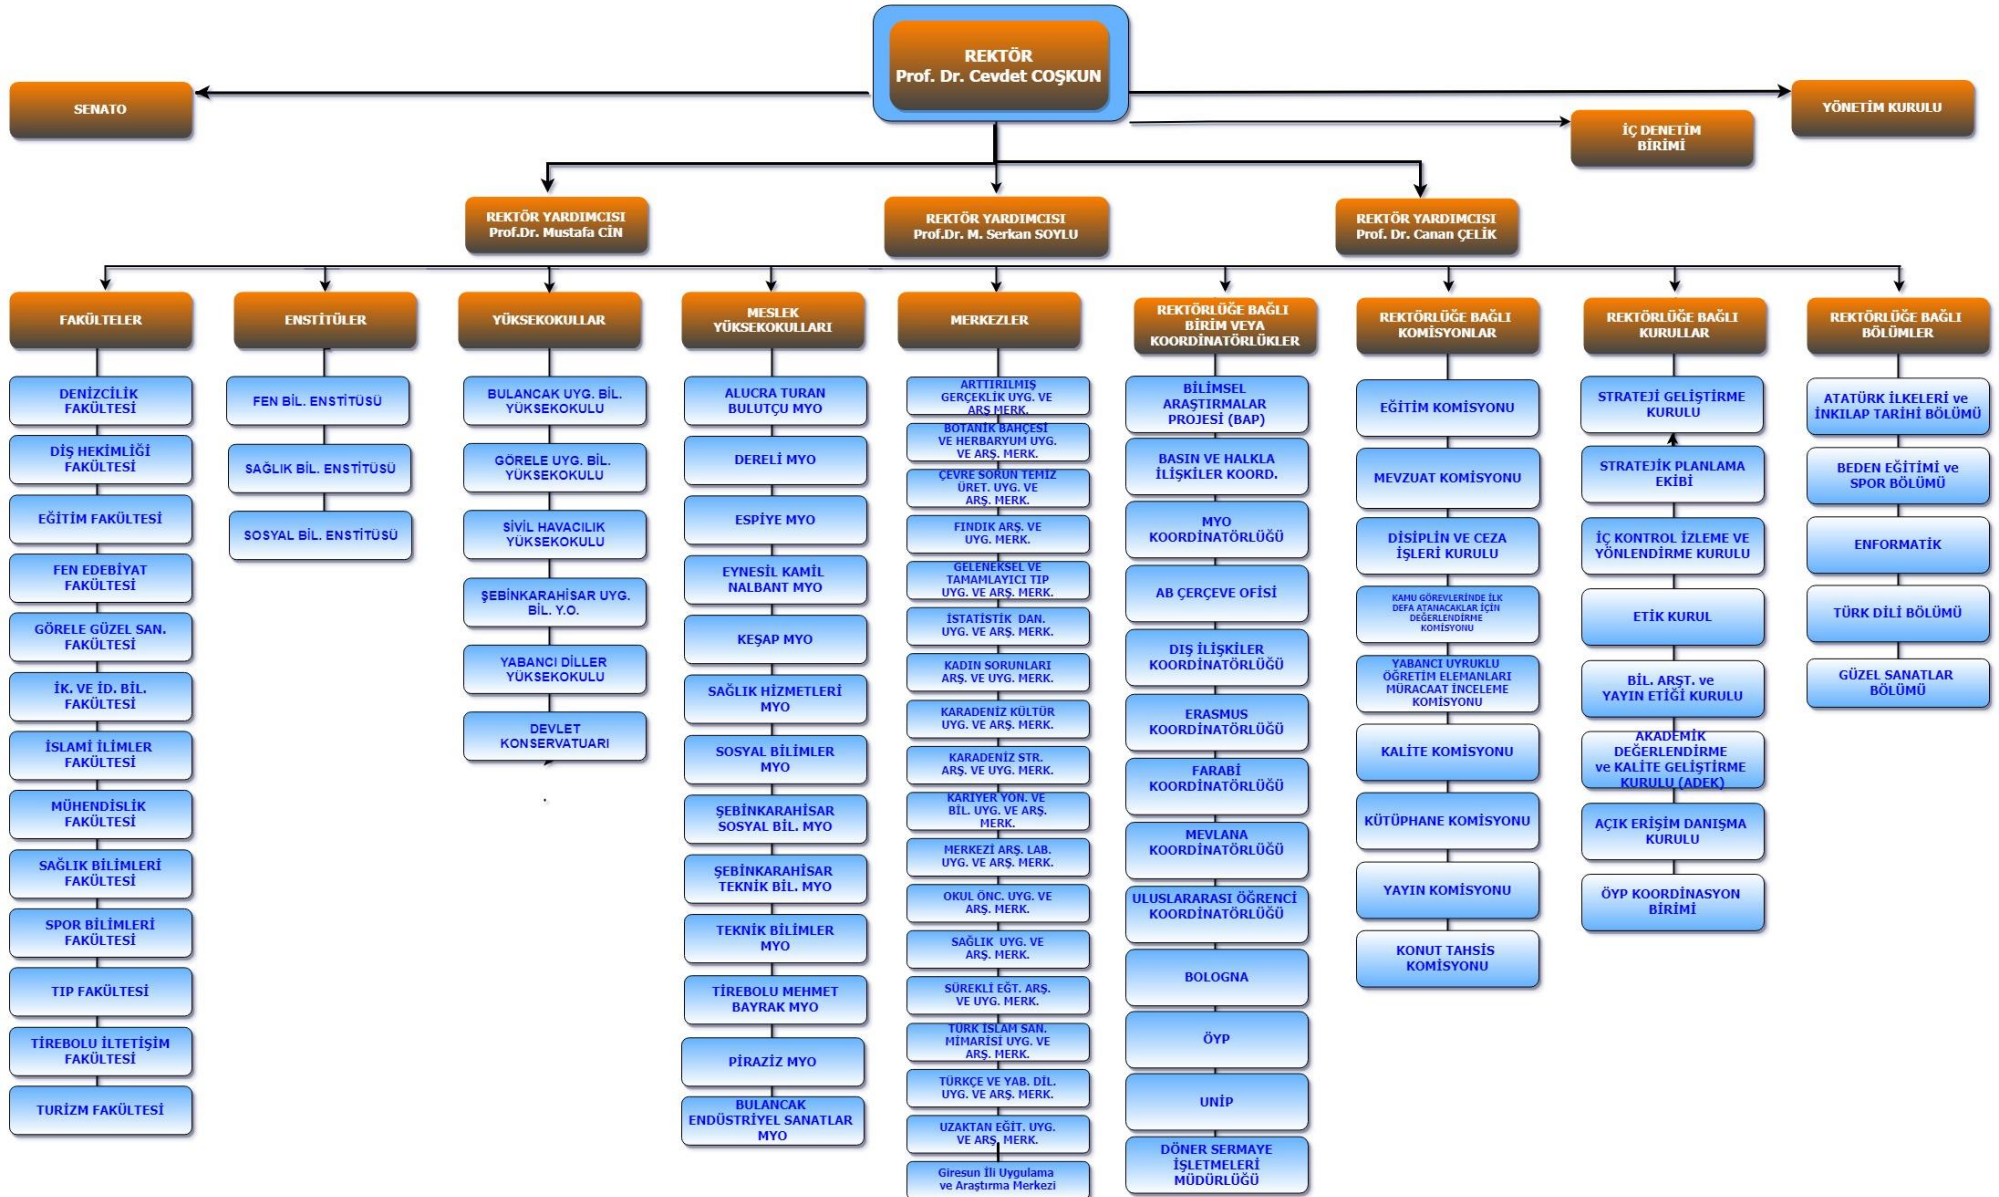 REKTÖR
Prof. Dr. Cevdet COŞKUN
SENATO
YÖNETİM KURULU
İÇ DENETİM
BİRİMİ
REKTÖR YARDIMCISI
Prof.Dr. Mustafa CİN
REKTÖR YARDIMCISI
Prof.Dr. M. Serkan SOYLU
REKTÖR YARDIMCISI
Prof. Dr. Canan ÇELİK
FAKÜLTELER
DENİZCİLİK
FAKÜLTESİ
DİŞ HEKİMLİĞİ
FAKÜLTESİ
EĞİTİM FAKÜLTESİ
FEN EDEBİYAT
FAKÜLTESİ
GÖRELE GÜZEL SAN.
FAKÜLTESİ
İK. VE İD. BİL.
FAKÜLTESİ
İSLAMİ İLİMLER
FAKÜLTESİ
MÜHENDİSLİK
FAKÜLTESİ
SAĞLIK BİLİMLERİ
FAKÜLTESİ
SPOR BİLİMLERİ
FAKÜLTESİ
TIP FAKÜLTESİ
TİREBOLU İLTETİŞİM
FAKÜLTESİ
TURİZM FAKÜLTESİ
ENSTİTÜLER
FEN BİL. ENSTİTÜSÜ
SAĞLIK BİL. ENSTİTÜSÜ
SOSYAL BİL. ENSTİTÜSÜ
YÜKSEKOKULLAR
BULANCAK UYG. BİL.
YÜKSEKOKULU
GÖRELE UYG. BİL.
YÜKSEKOKULU
SİVİL HAVACILIK
YÜKSEKOKULU
ŞEBİNKARAHİSAR UYG.
BİL. Y.O.
YABANCI DİLLER
YÜKSEKOKULU
DEVLET
KONSERVATUARI
MESLEK
YÜKSEKOKULLARI
ALUCRA TURAN
BULUTÇU MYO
DERELİ MYO
ESPİYE MYO
EYNESİL KAMİL
NALBANT MYO
KEŞAP MYO
SAĞLIK HİZMETLERİ
MYO
SOSYAL BİLİMLER
MYO
ŞEBİNKARAHİSAR
SOSYAL BİL. MYO
ŞEBİNKARAHİSAR
TEKNİK BİL. MYO
TEKNİK BİLİMLER
MYO
TİREBOLU MEHMET
BAYRAK MYO
PİRAZİZ MYO
BULANCAK
ENDÜSTRİYEL SANATLAR
MYO
MERKEZLER
ARTTIRILMIŞ
GERÇEKLİK UYG. VE
ARŞ MERK.
BOTANİK BAHÇESİ
VE HERBARYUM UYG.
VE ARŞ. MERK.
ÇEVRE SORUN TEMİZ
ÜRET. UYG. VE
ARŞ. MERK.
FINDIK ARŞ. VE
UYG. MERK.
GELENEKSEL VE
TAMAMLAYICI TIP
UYG. VE ARŞ. MERK.
İSTATİSTİK DAN.
UYG. VE ARŞ. MERK.
KADIN SORUNLARI
ARŞ. VE UYG. MERK.
KARADENİZ KÜLTÜR
UYG. VE ARŞ. MERK.
KARADENİZ STR.
ARŞ. VE UYG. MERK.
KARİYER YÖN. VE
BİL. UYG. VE ARŞ.
MERK.
MERKEZİ ARŞ. LAB.
UYG. VE ARŞ. MERK.
OKUL ÖNC. UYG. VE
ARŞ. MERK.
SAĞLIK UYG. VE
ARŞ. MERK.
SÜREKLİ EĞT. ARŞ.
VE UYG. MERK.
TÜRK İSLAM SAN.
MİMARİSİ UYG. VE
ARŞ. MERK.
TÜRKÇE VE YAB. DİL.
UYG. VE ARŞ. MERK.
UZAKTAN EĞİT. UYG.
VE ARŞ. MERK.
Giresun İli Uygulama
ve Araştırma Merkezi
REKTÖRLÜĞE BAĞLI
BİRİM VEYA
KOORDİNATÖRLÜKLER
BİLİMSEL
ARAŞTIRMALAR
PROJESİ (BAP)
BASIN VE HALKLA
İLİŞKİLER KOORD.
MYO
KOORDİNATÖRLÜĞÜ
AB ÇERÇEVE OFİSİ
DIŞ İLİŞKİLER
KOORDİNATÖRLÜĞÜ
ERASMUS
KOORDİNATÖRLÜĞÜ
FARABİ
KOORDİNATÖRLÜĞÜ
MEVLANA
KOORDİNATÖRLÜĞÜ
ULUSLARARASI ÖĞRENCİ
KOORDİNATÖRLÜĞÜ
BOLOGNA
ÖYP
UNİP
DÖNER SERMAYE
İŞLETMELERİ
MÜDÜRLÜĞÜ
REKTÖRLÜĞE BAĞLI
KOMİSYONLAR
EĞİTİM KOMİSYONU
MEVZUAT KOMİSYONU
DİSİPLİN VE CEZA
İŞLERİ KURULU
KAMU GÖREVLERİNDE İLK
DEFA ATANACAKLAR İÇİN
DEĞERLENDİRME
KOMİSYONU
YABANCI UYRUKLU
ÖĞRETİM ELEMANLARI
MÜRACAAT İNCELEME
KOMİSYONU
KALİTE KOMİSYONU
KÜTÜPHANE KOMİSYONU
YAYIN KOMİSYONU
KONUT TAHSİS
KOMİSYONU
REKTÖRLÜĞE BAĞLI
KURULLAR
STRATEJİ GELİŞTİRME
KURULU
STRATEJİK PLANLAMA
EKİBİ
İÇ KONTROL İZLEME VE
YÖNLENDİRME KURULU
ETİK KURUL
BİL. ARŞT. ve
YAYIN ETİĞİ KURULU
AKADEMİK
DEĞERLENDİRME
ve KALİTE GELİŞTİRME
KURULU (ADEK)
AÇIK ERİŞİM DANIŞMA
KURULU
ÖYP KOORDİNASYON
BİRİMİ
REKTÖRLÜĞE BAĞLI
BÖLÜMLER
ATATÜRK İLKELERİ ve
İNKILAP TARİHİ BÖLÜMÜ
BEDEN EĞİTİMİ ve
SPOR BÖLÜMÜ
ENFORMATİK
TÜRK DİLİ BÖLÜMÜ
GÜZEL SANATLAR
BÖLÜMÜ